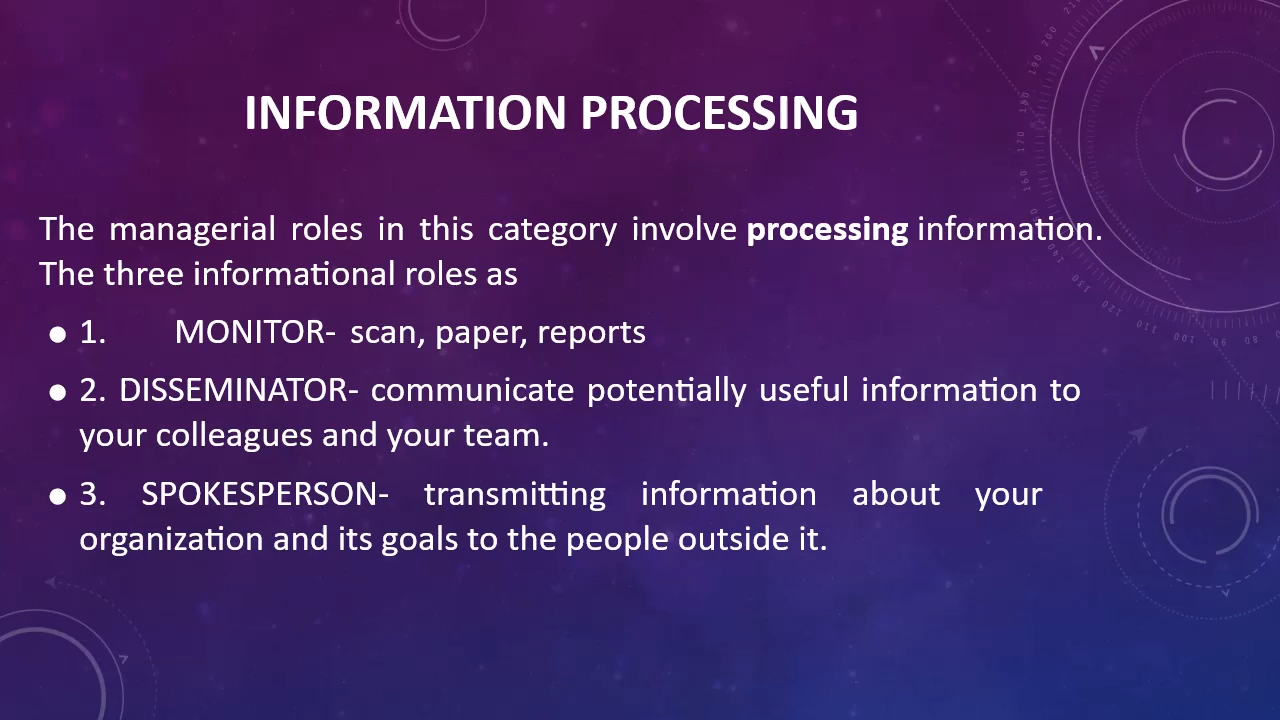 INFORMATION PROCESSING
The managerial roles in this category involve processing information.
The three informational roles as
● 1. MONITOR- scan, paper, reports
● 2. DISSEMINATOR- communicate potentially useful information to
your colleagues and your team.
● 3. SPOKESPERSON- transmitting information about your
organization and its goals to the people outside it.